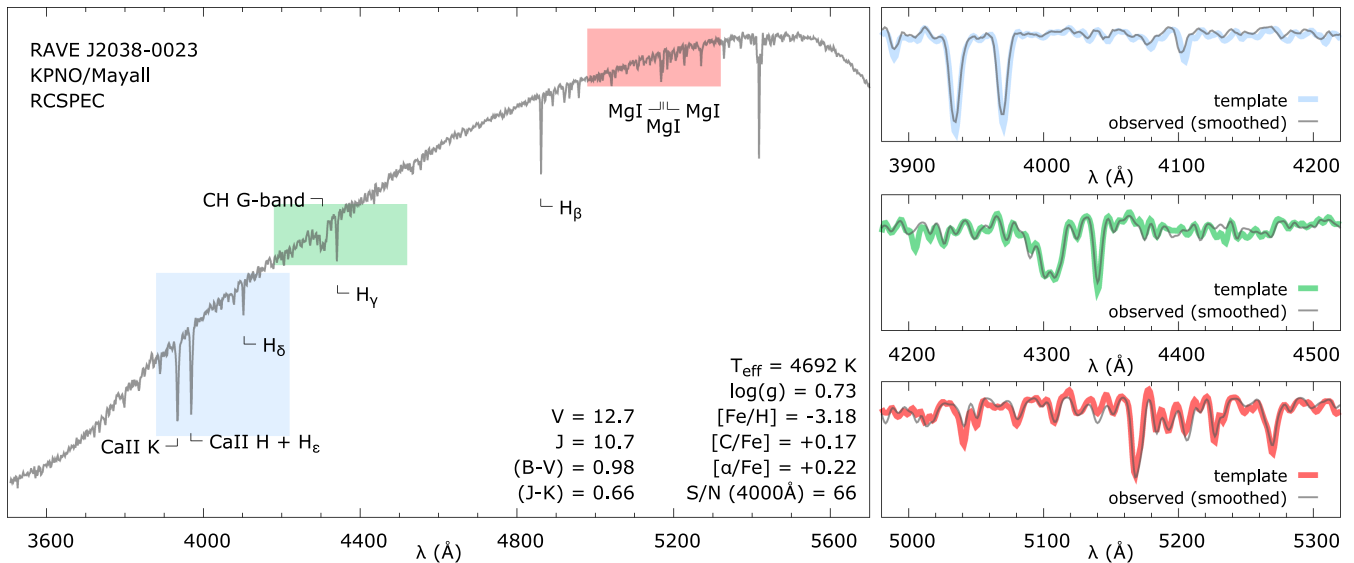 RAVE J2038-0023
KPNO/Mayall
RCSPEC
MgI MgI
MgI
CH G-band
Hβ
Hγ
Hδ
CaII K
CaII H + Hε
V = 12.7
J = 10.7
(B-V) = 0.98
(J-K) = 0.66
Teff = 4692 K
log(g) = 0.73
[Fe/H] = -3.18
[C/Fe] = +0.17
[α/Fe] = +0.22
S/N (4000Å) = 66
3600 4000 4400 4800 5200 5600
λ (Å)
template
observed (smoothed)
3900 4000 4100 4200
λ (Å)
template
observed (smoothed)
4200 4300 4400 4500
λ (Å)
template
observed (smoothed)
5000 5100 5200 5300
λ (Å)